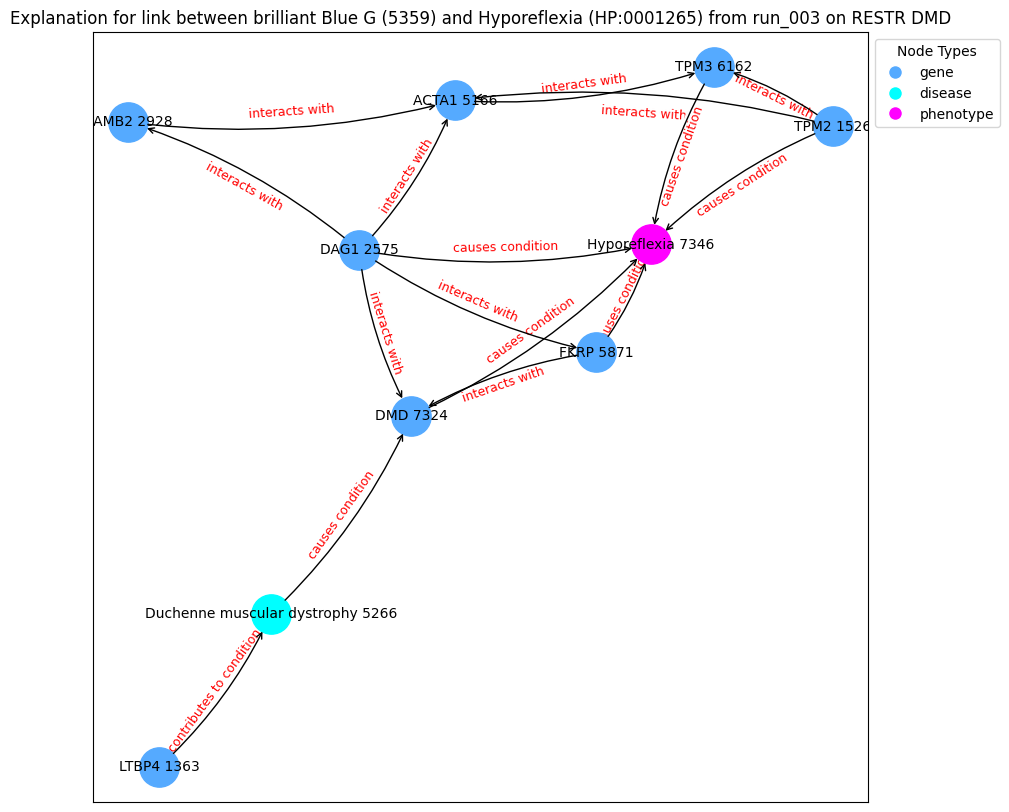 Explanation for link between brilliant Blue G (5359) and Hyporeflexia (HP:0001265) from run_003 on RESTR DMD
Node Types
gene
disease
phenotype
TPM3 6162
interacts with
ACTA1 5166
interacts with
interacts with
interacts with
AMB2 2928
TPM2 1526
causes condition
interacts with
interacts with
causes condition
DAG1 2575
causes condition
Hyporeflexia 7346
interacts with
uses condition
interacts with
causes condition
FKRP 5871
interacts with
DMD 7324
causes condition
Duchenne muscular dystrophy 5266
contributes to condition
LTBP4 1363